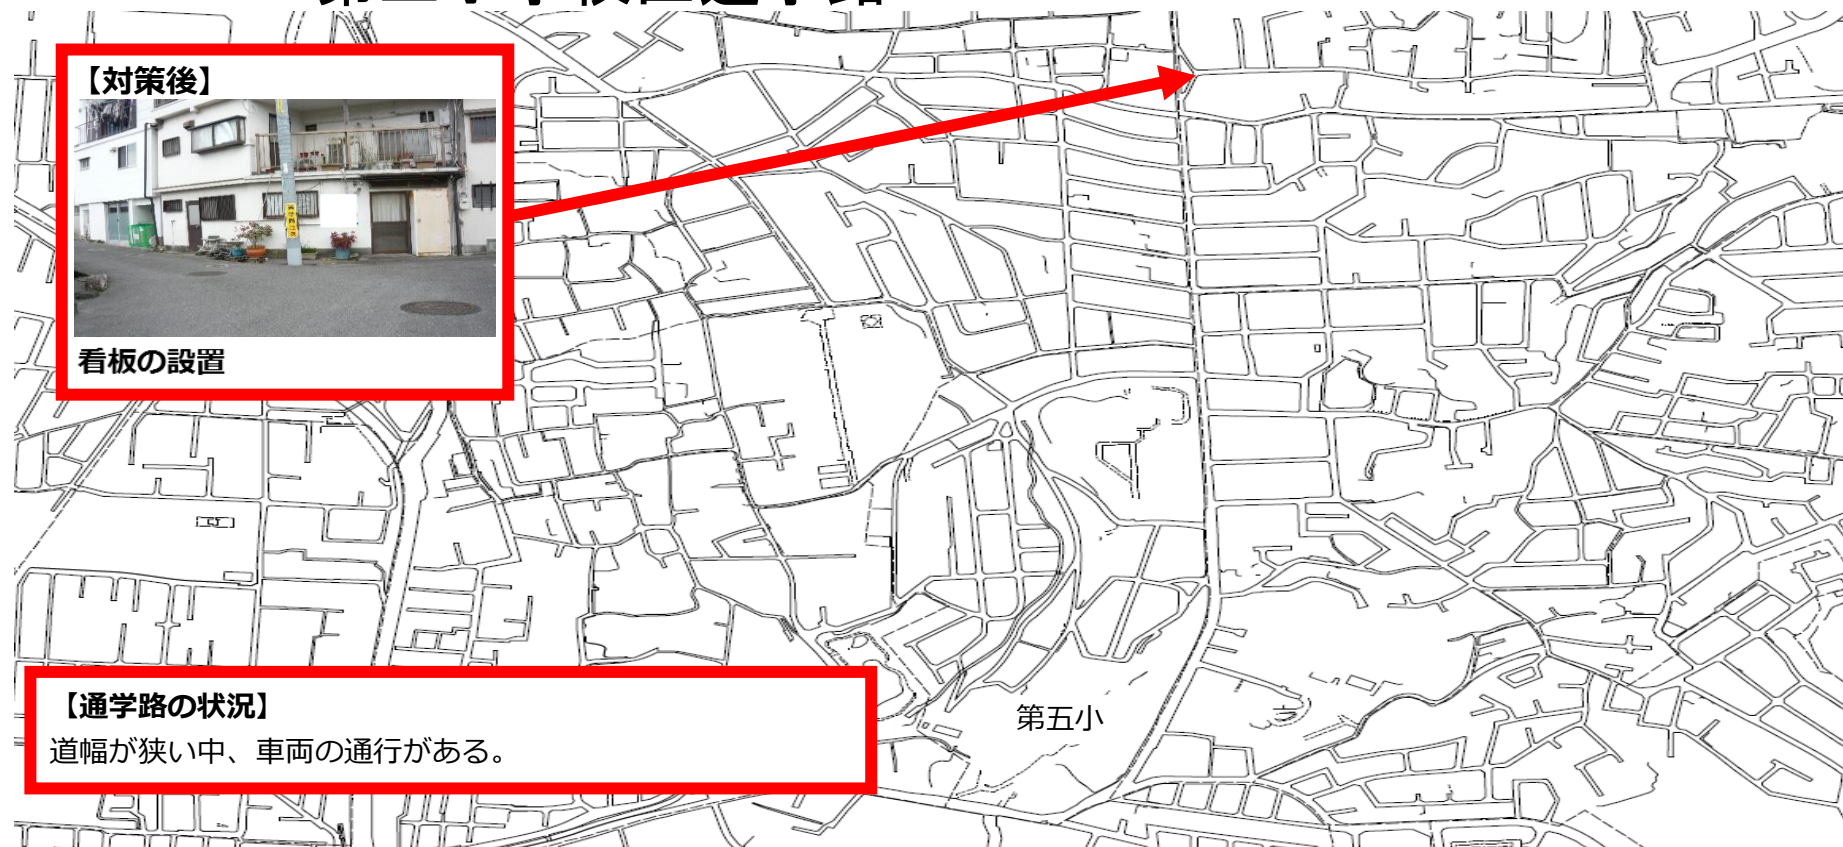 【対策後】
看板の設置
【通学路の状況】
道幅が狭い中、車両の通行がある。
第五小